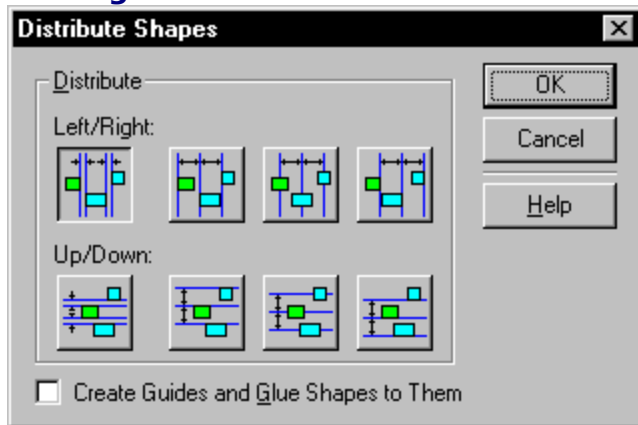 Distribute Shapes
Distribute
OK
Left/Right:
Cancel
Help
Up/Down:
Create Guides and Glue Shapes to Them